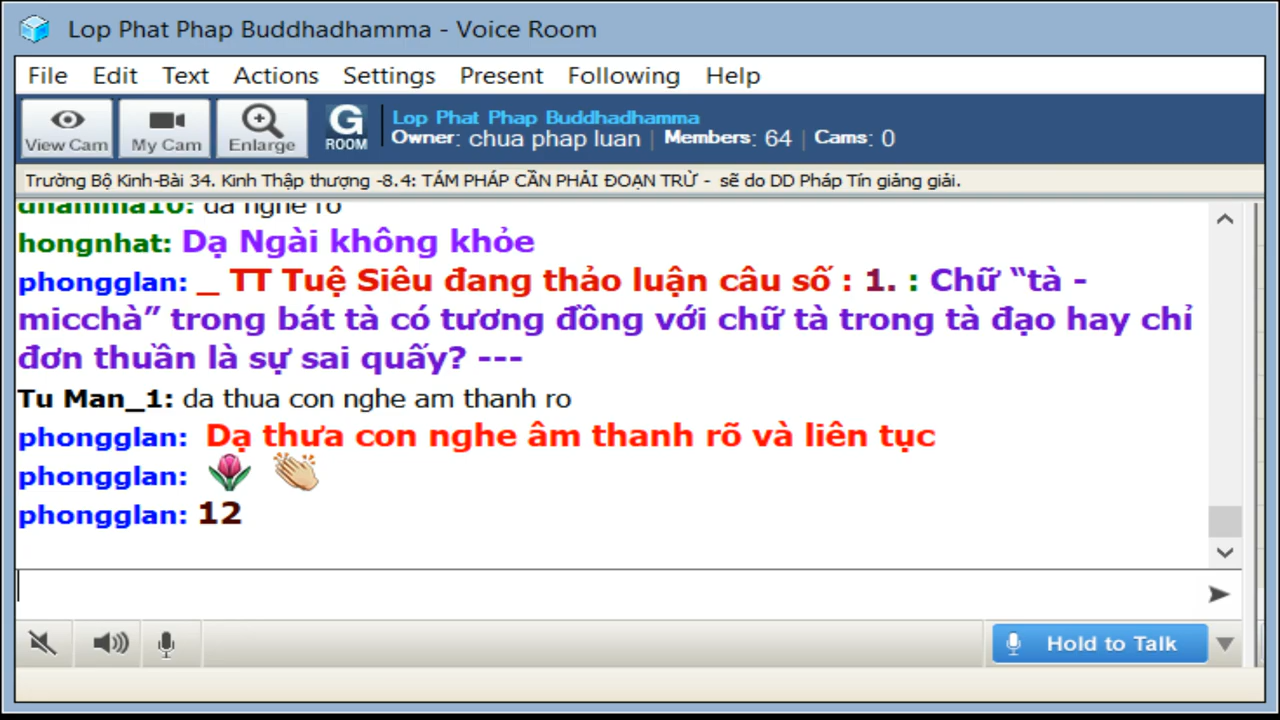 Lop Phat Phap Buddhadhamma - Voice Room
File Edit Text Actions Settings Present Following Help
View Cam My Cam Enlarge G ROOM Lop Phat Phap Buddhadhamma
Owner: chua phap luan | Members: 64 | Cams: 0
Trường Bộ Kinh-Bài 34. Kinh Thập thượng -8.4: TÁM PHÁP CẦN PHẢI ĐOẠN TRỪ - sẽ do DD Pháp Tín giảng giải.
dhamma10: da nghe ro
hongnhat: Dạ Ngài không khỏe
phongglan: _ TT Tuệ Siêu đang thảo luận câu số : 1. : Chữ “tà -
micchà” trong bát tà có tương đồng với chữ tà trong tà đạo hay chỉ
đơn thuần là sự sai quấy? ---
Tu Man_1: da thua con nghe am thanh ro
phongglan: Dạ thưa con nghe âm thanh rõ và liên tục
phongglan:
phongglan: 12
Hold to Talk